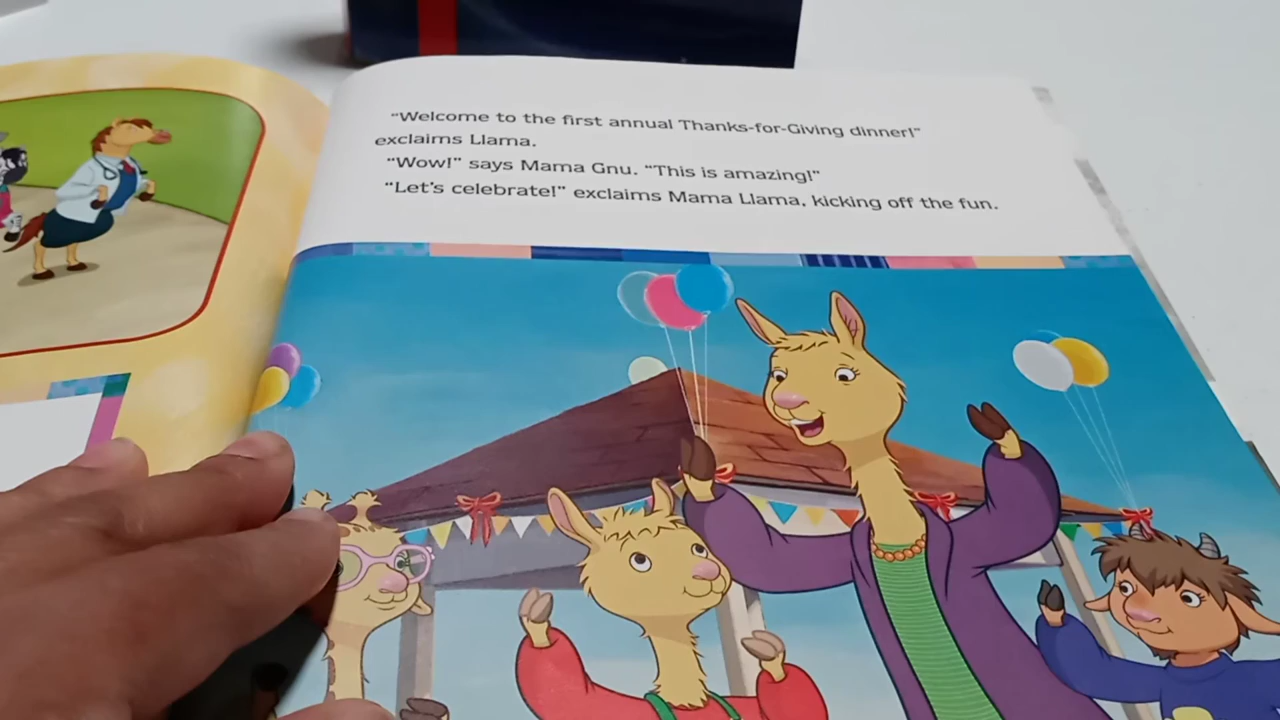 “Welcome to the first annual Thanks-for-Giving dinner!”
exclaims Llama.
“Wow!” says Mama Gnu. “This is amazing!”
“Let’s celebrate!” exclaims Mama Llama, kicking off the fun.